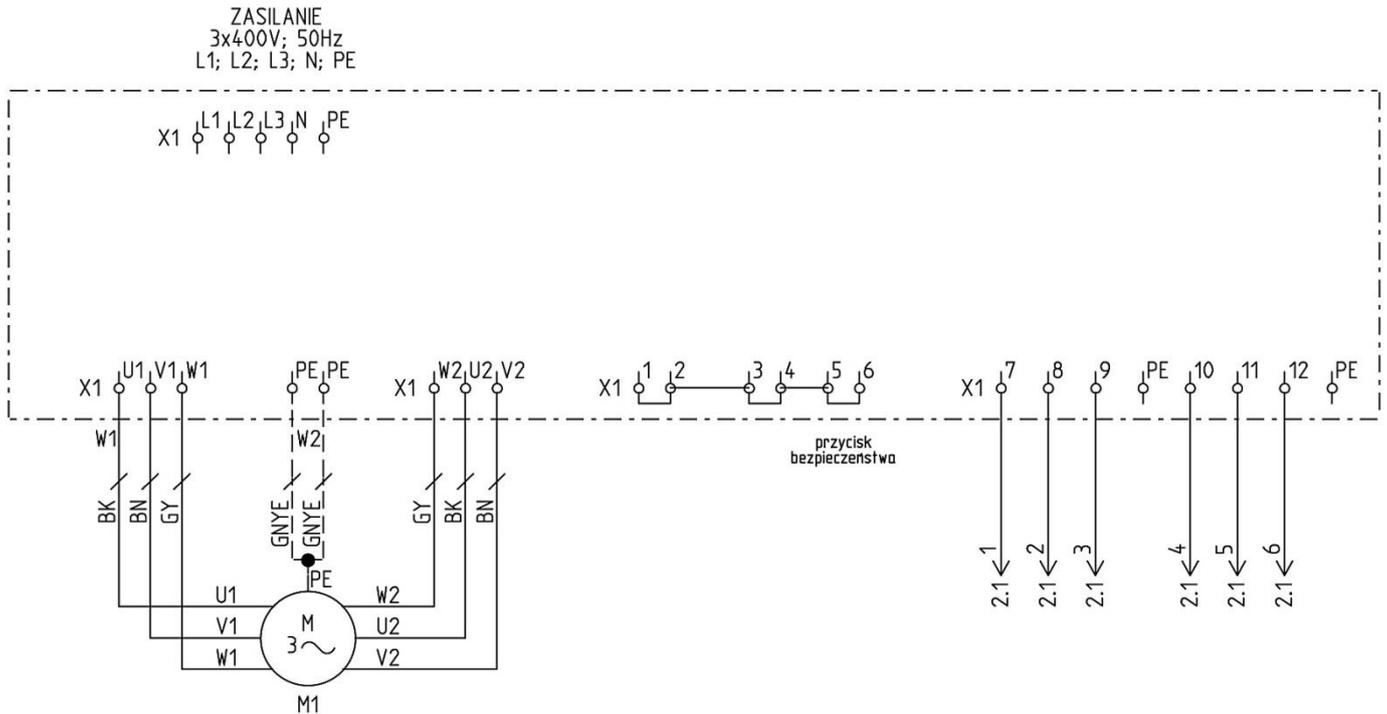 ZASILANIE
3x400V; 50Hz
L1; L2; L3; N; PE
X1 L1 L2 L3 N PE
X1 U1 V1 W1 PE PE X1 W2 U2 V2 X1 1 2 3 4 5 6 X1 7 8 9 PE 10 11 12 PE
W1 W2
przycisk
bezpieczeństwa
BK BN GY GNYE GNYE GY BK BN
1 2 3 4 5 6
2.1 2.1 2.1 2.1 2.1 2.1
PE
U1 W2
V1 M U2
3
W1 V2
M1